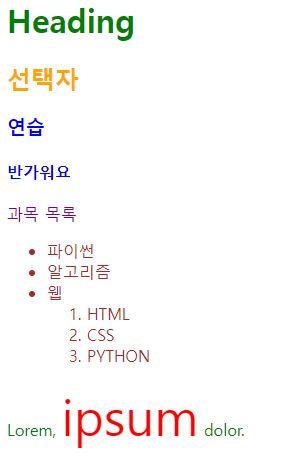 Heading
선택자
연습
반가워요
과목 목록
• 파이썬
• 알고리즘
• 웹
1. HTML
2. CSS
3. PYTHON
Lorem, ipsum dolor.